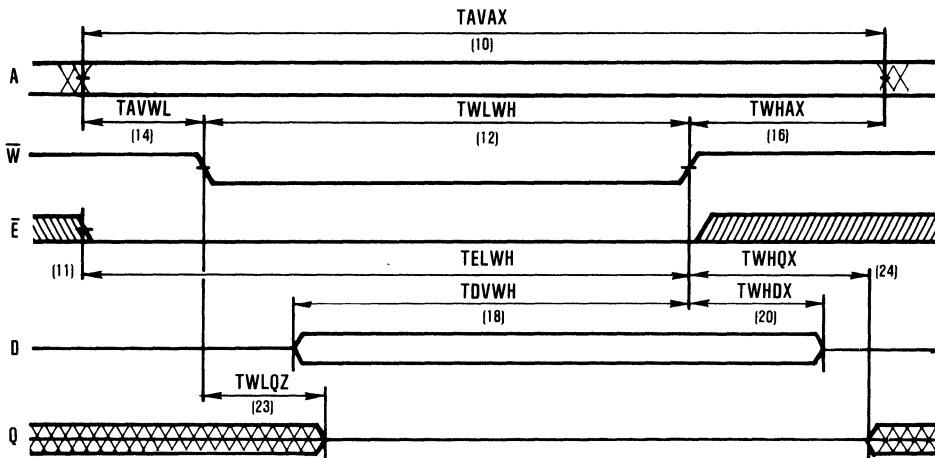 TAVAX
(10)
A
TAVWL TWLWH TWHAX
(14) (12) (16)
W̅
E̅
(11) TELWH TWHQX (24)
TDVWH TWHDX
(18) (20)
D
TWLQZ
(23)
Q